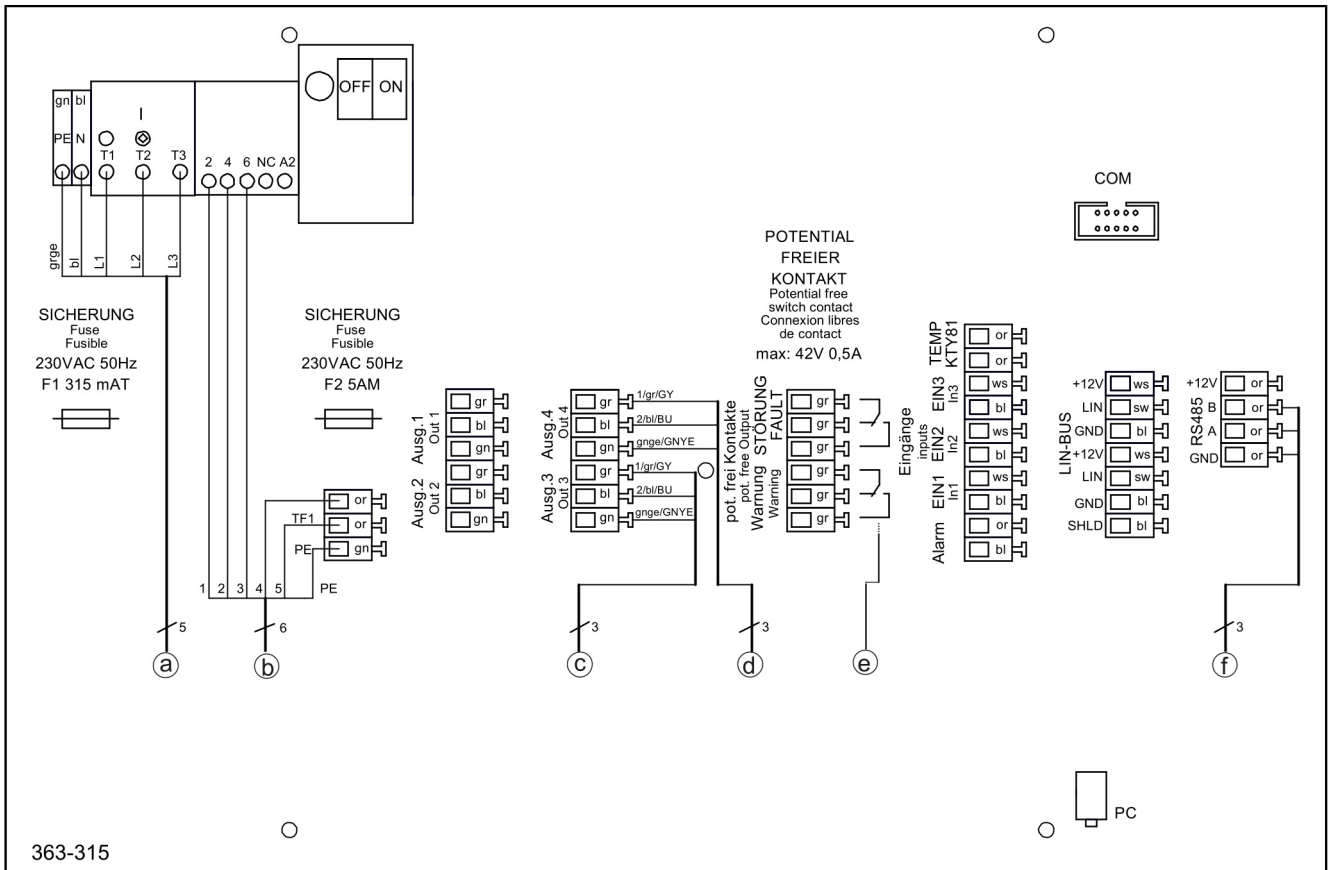 OFF ON
gn bl
I
PE N
T1 T2 T3
2 4 6 NC A2
grge bl L1 L2 L3
SICHERUNG
Fuse
Fusible
230VAC 50Hz
F1 315 mAT
SICHERUNG
Fuse
Fusible
230VAC 50Hz
F2 5AM
or
TF1 or
PE gn
1 2 3 4 5 PE
5
6
a
b
Ausg.1
Out 1
gr
bl
gn
Ausg.2
Out 2
gr
bl
gn
Ausg.4
Out 4
gr 1/gr/GY
bl 2/bl/BU
gn gnge/GNYE
Ausg.3
Out 3
gr 1/gr/GY
bl 2/bl/BU
gn gnge/GNYE
3
3
c
d
POTENTIAL
FREIER
KONTAKT
Potential free
switch contact
Connexion libres
de contact
max: 42V 0,5A
pot. frei Kontakte
pot. free Output
STÖRUNG
FAULT
Warnung
Warning
gr
gr
gr
gr
gr
gr
e
Eingänge
inputs
TEMP
KTY81
or
or
EIN3
In3
ws
bl
EIN2
In2
ws
bl
EIN1
In1
ws
bl
Alarm
or
bl
COM
LIN-BUS
+12V ws
LIN sw
GND bl
+12V ws
LIN sw
GND bl
SHLD bl
RS485
+12V or
B or
A or
GND or
3
f
PC
363-315